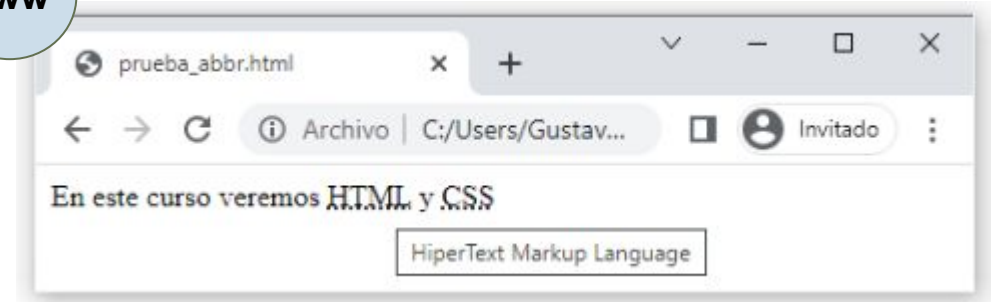 prueba_abbr.html
Archivo | C:/Users/Gustav... Invitado
En este curso veremos HTML y CSS
HiperText Markup Language